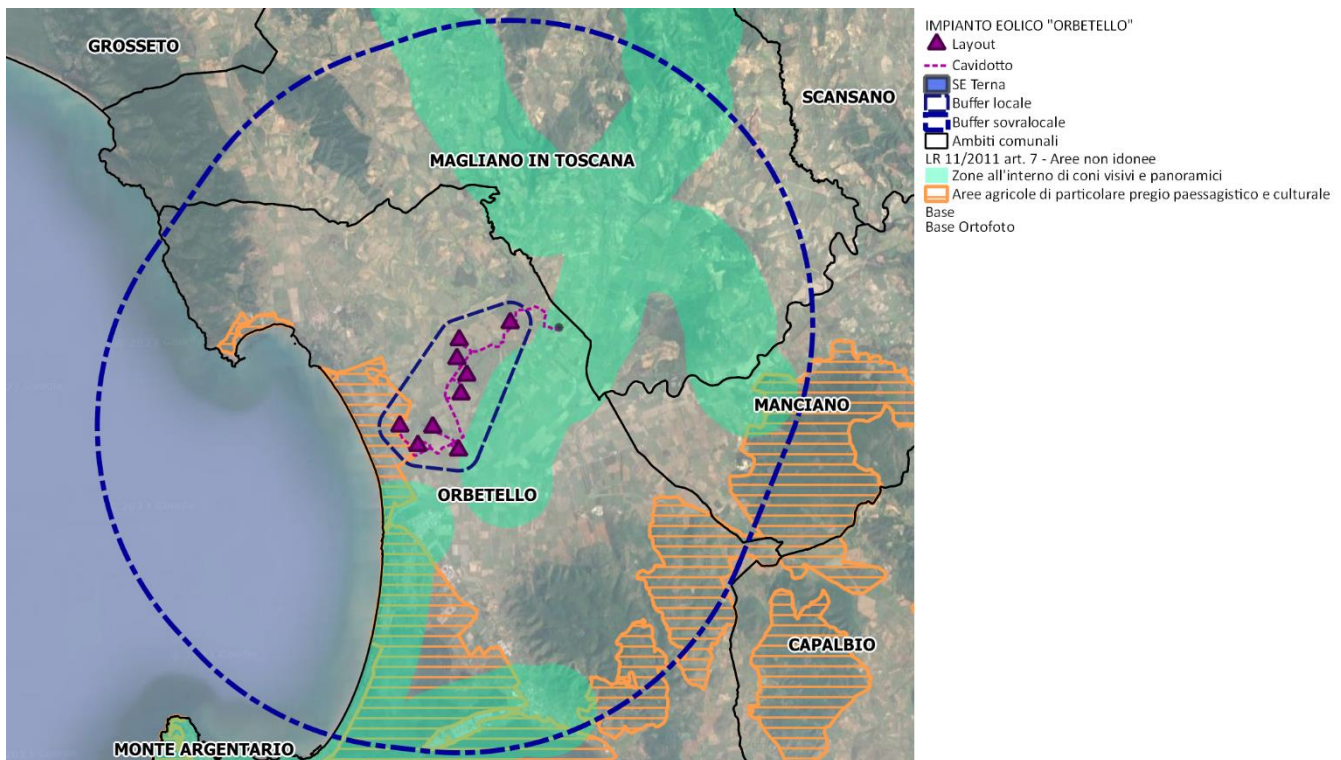 GROSSETO
SCANSANO
MAGLIANO IN TOSCANA
MANCIANO
ORBETELLO
CAPALBIO
MONTE ARGENTARIO
IMPIANTO EOLICO "ORBETELLO"
Layout
Cavidotto
SE Terna
Buffer locale
Buffer sovralocale
Ambiti comunali
LR 11/2011 art. 7 - Aree non idonee
Zone all'interno di coni visivi e panoramici
Aree agricole di particolare pregio paessagistico e culturale
Base
Base Ortofoto